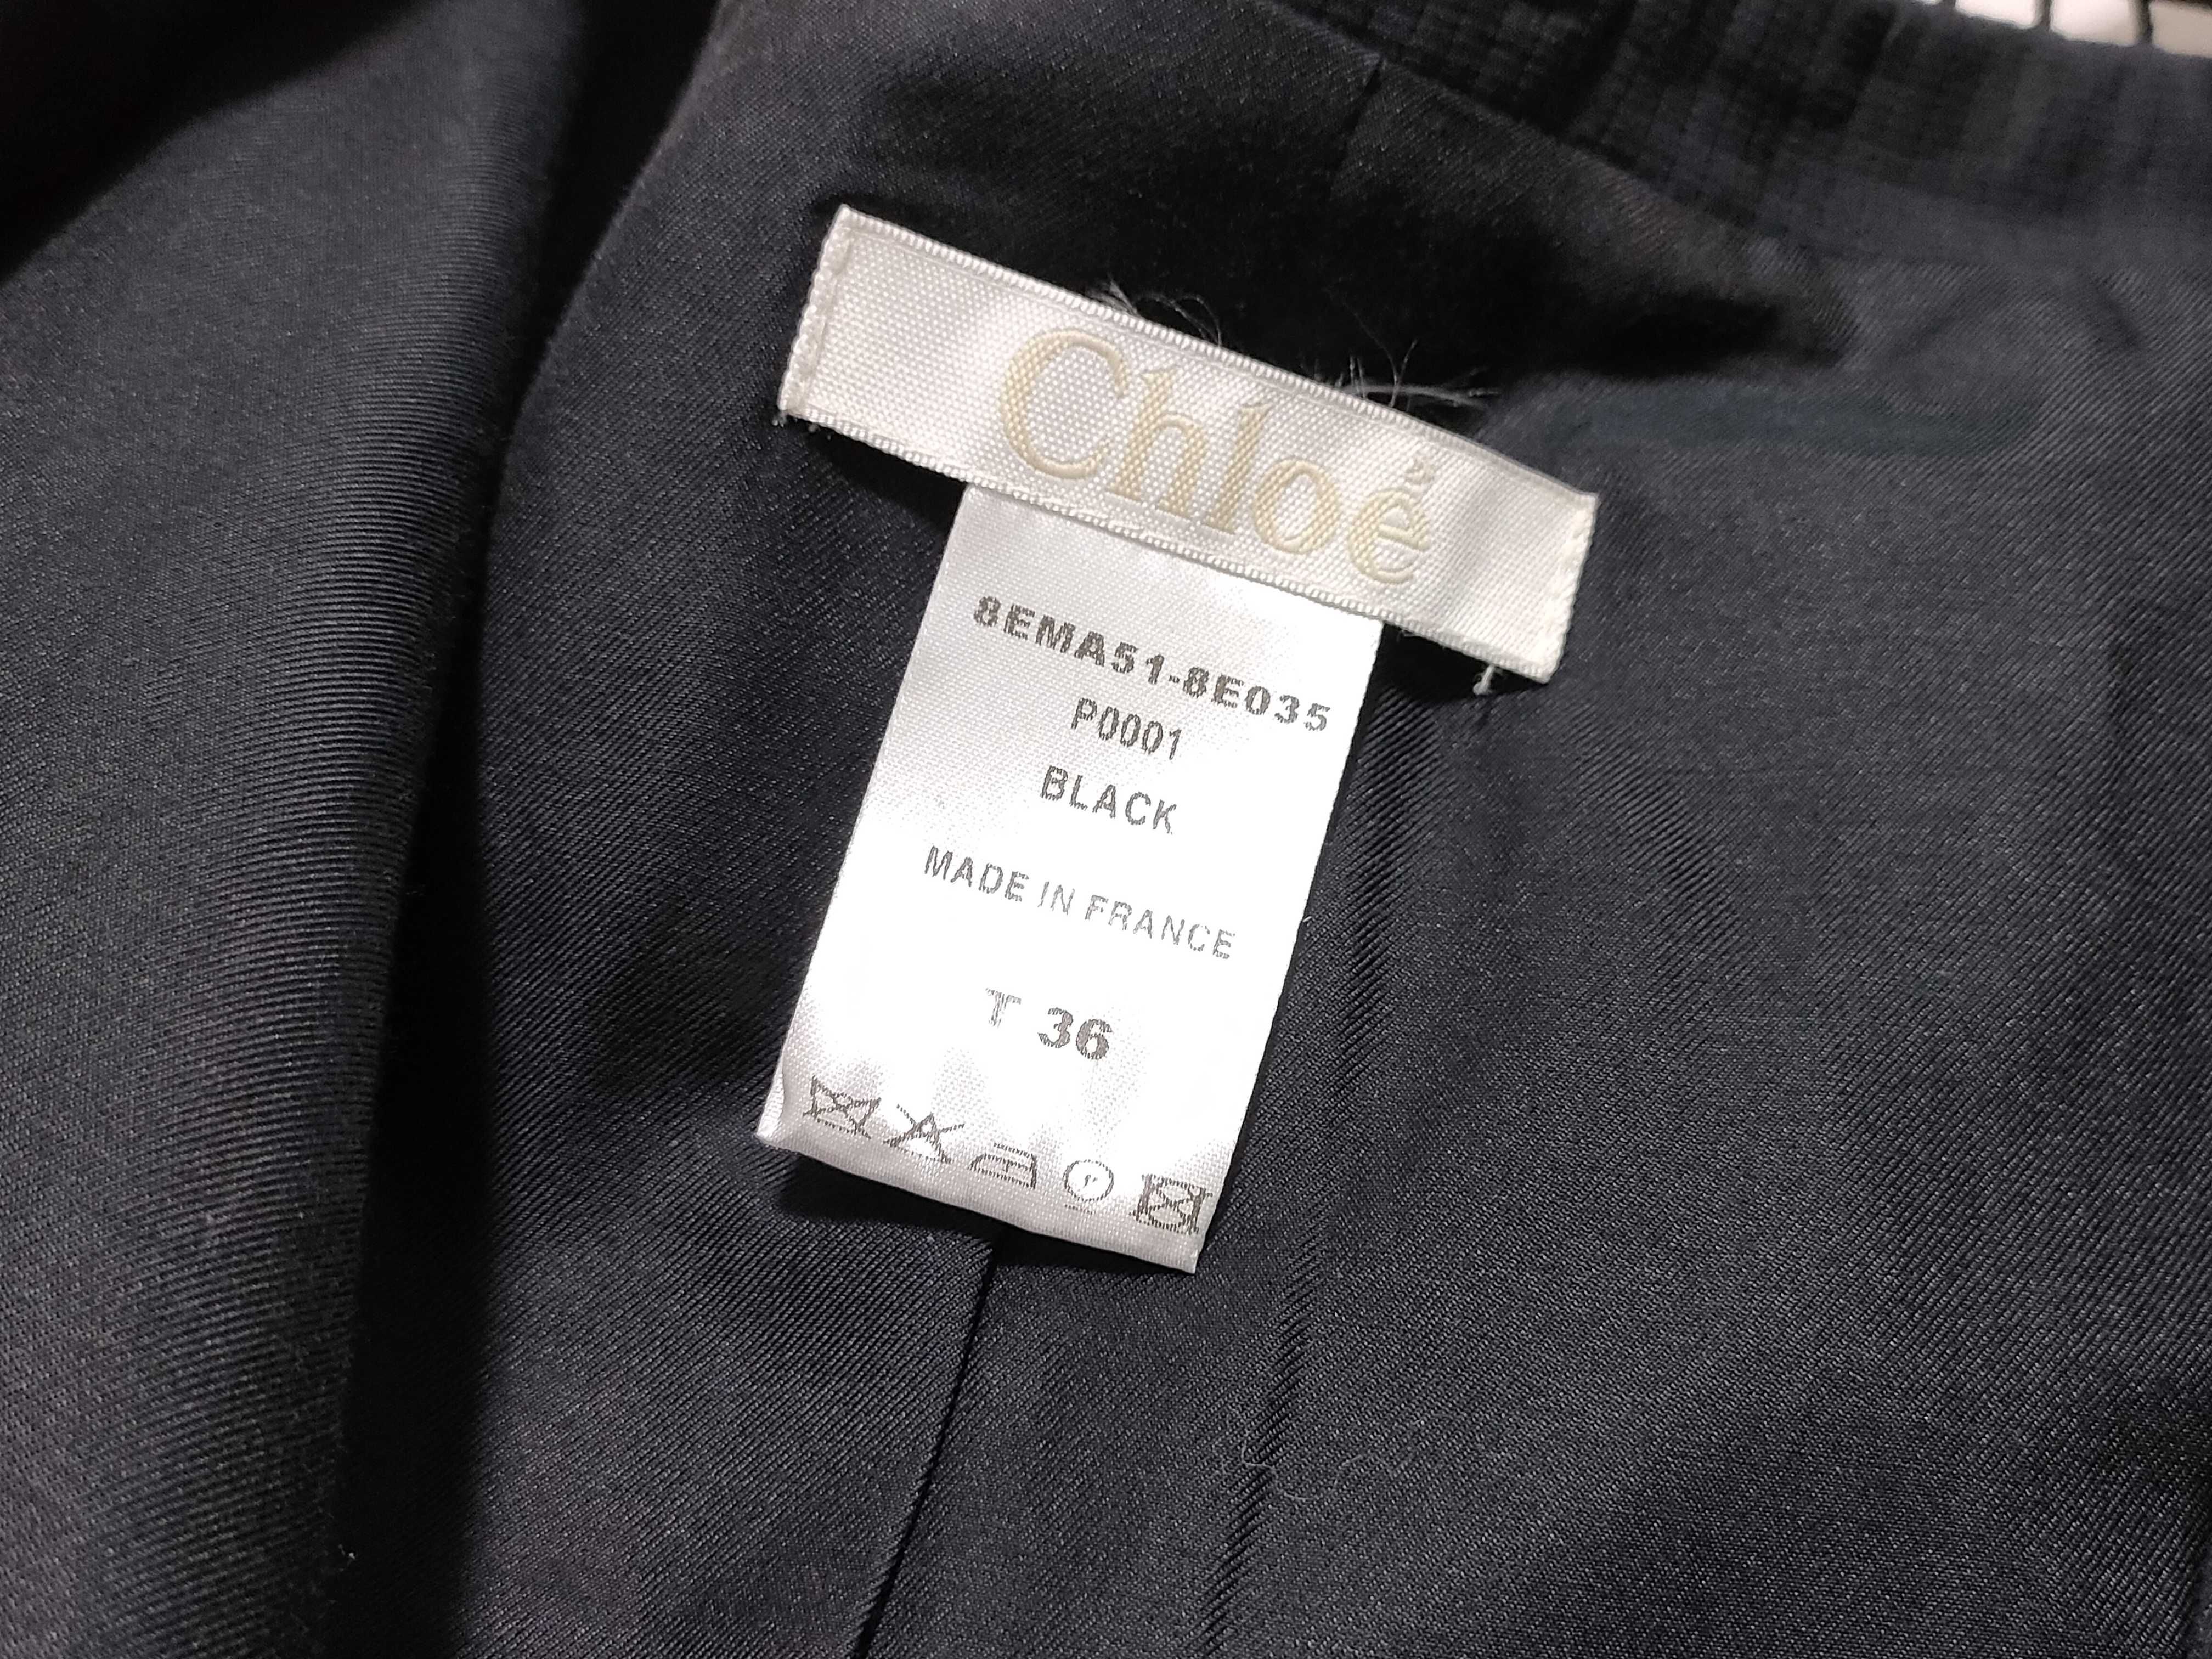 Chloé
8EMA51-8E035
P0001
BLACK
MADE IN FRANCE
T 36
P